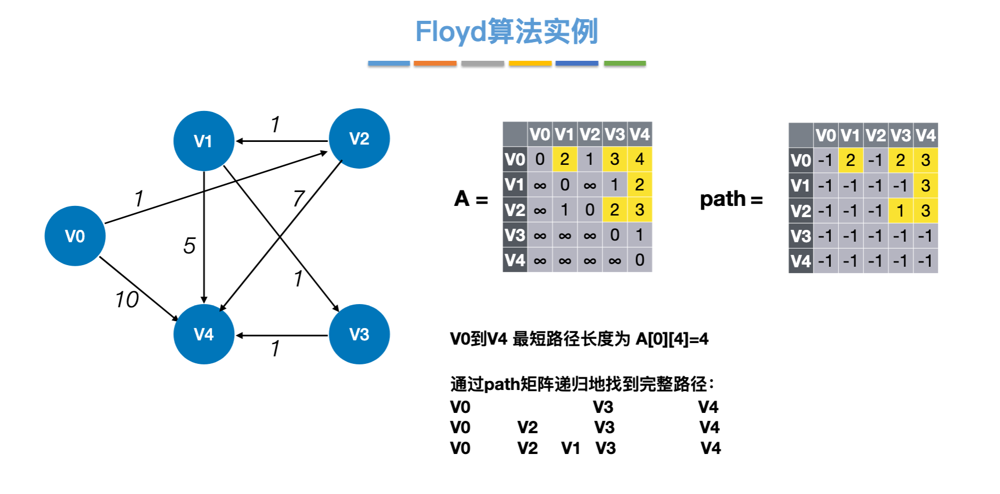 Floyd算法实例
V1
V2
V0
V4
V3
1
1
7
5
1
10
1
A =
V0 V1 V2 V3 V4
V0 0 2 1 3 4
V1 ∞ 0 ∞ 1 2
V2 ∞ 1 0 2 3
V3 ∞ ∞ ∞ 0 1
V4 ∞ ∞ ∞ ∞ 0
path =
V0 V1 V2 V3 V4
V0 -1 2 -1 2 3
V1 -1 -1 -1 -1 3
V2 -1 -1 -1 1 3
V3 -1 -1 -1 -1 -1
V4 -1 -1 -1 -1 -1
V0到V4 最短路径长度为 A[0][4]=4
通过path矩阵递归地找到完整路径：
V0 V3 V4
V0 V2 V3 V4
V0 V2 V1 V3 V4